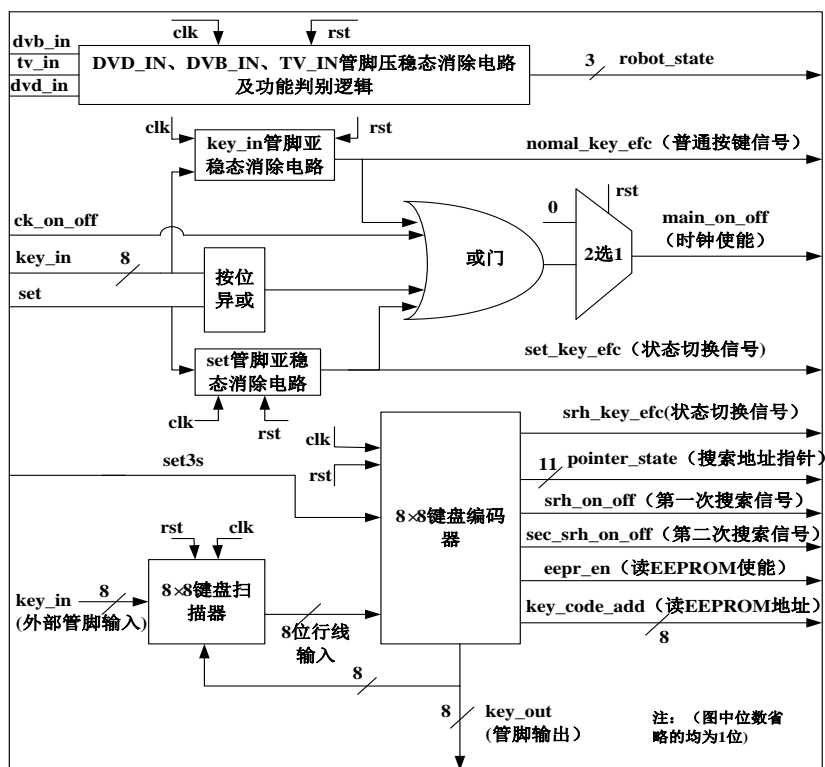 clk
rst
dvb_in
tv_in
dvd_in
DVD_IN、DVB_IN、TV_IN管脚压稳态消除电路
及功能判别逻辑
3
robot_state
clk
rst
key_in管脚亚
稳态消除电路
nomal_key_efc（普通按键信号）
ck_on_off
key_in
8
set
按位
异或
或门
0
rst
2选1
main_on_off
（时钟使能）
set管脚亚稳
态消除电路
set_key_efc（状态切换信号)
clk
rst
srh_key_efc(状态切换信号）
clk
rst
set3s
8×8键盘编码
器
11
pointer_state（搜索地址指针）
srh_on_off（第一次搜索信号）
sec_srh_on_off（第二次搜索信号）
eepr_en（读EEPROM使能）
key_code_add（读EEPROM地址）
8
rst
clk
key_in
(外部管脚输入）
8
8×8键盘扫
描器
8位行线
输入
8
8
key_out
(管脚输出）
注：（图中位数省
略的均为1位)